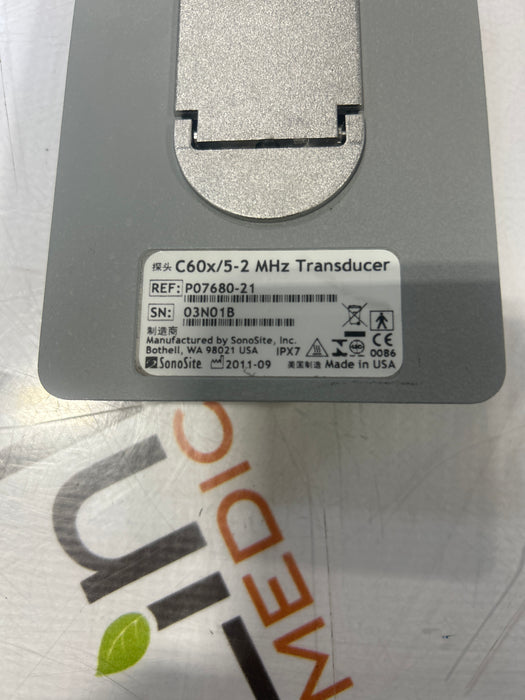 探头 C60x/5-2 MHz Transducer
REF: P07680-21
SN: 03N01B
制造商
Manufactured by SonoSite, Inc.
Bothell, WA 98021 USA IPX7
SonoSite 2011-09 美国制造 Made in USA
CE
0086
MEDIC